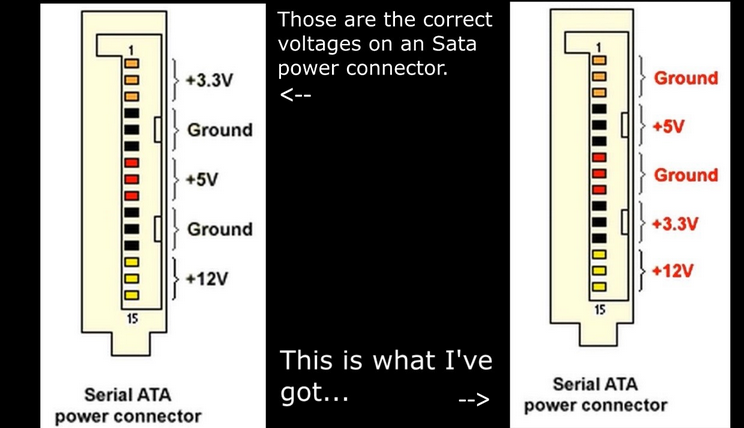 1
+3.3V
Ground
+5V
Ground
+12V
15
Serial ATA
power connector
Those are the correct
voltages on an Sata
power connector.
<--
This is what I've
got...
-->
1
Ground
+5V
Ground
+3.3V
+12V
15
Serial ATA
power connector